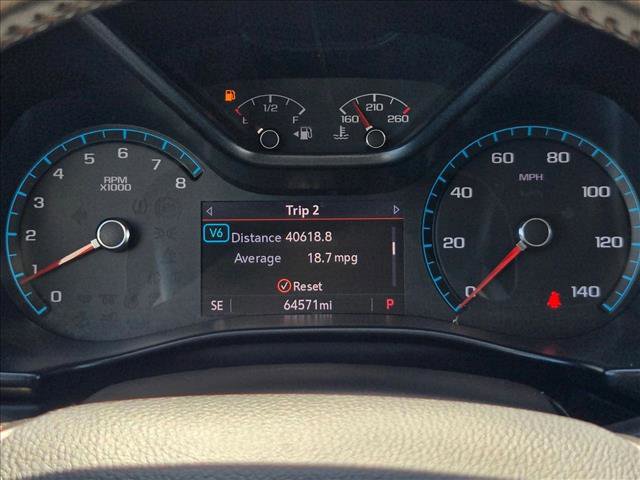 1/2
E F
210
160 260
5 6 7
4 8
RPM
X1000
3
2
1
0
Trip 2
V6
Distance 40618.8
Average 18.7 mpg
Reset
SE 64571mi P
60 80
MPH
40 100
20 120
0 140